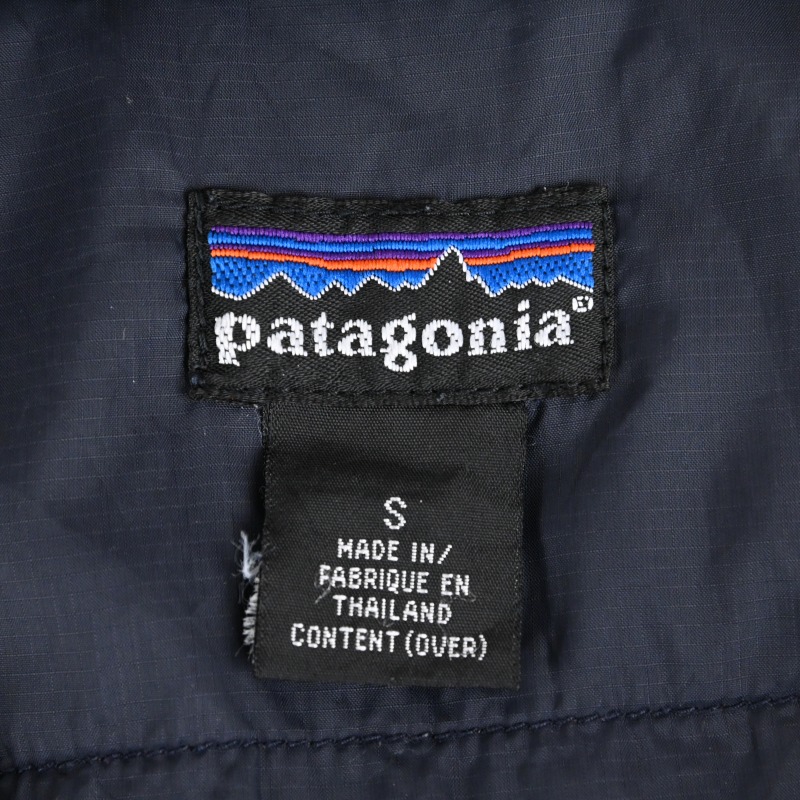 patagonia®
S
MADE IN/
FABRIQUE EN
THAILAND
CONTENT (OVER)